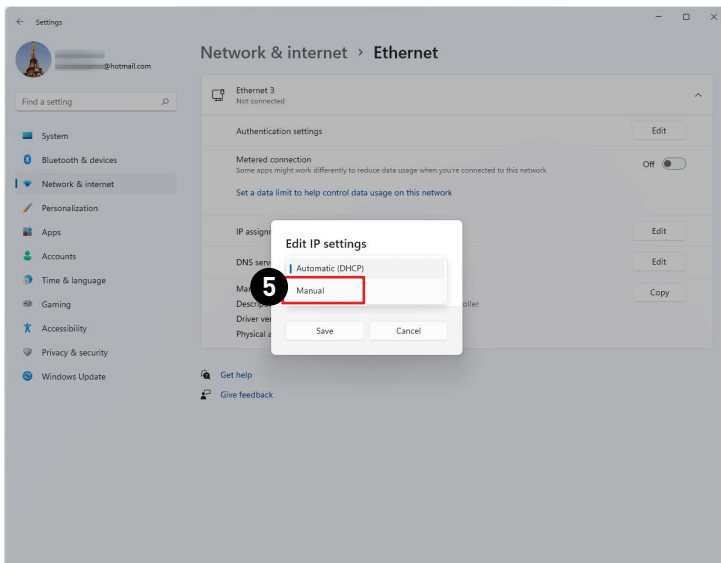 Settings
@hotmail.com
Find a setting
System
Bluetooth & devices
Network & internet
Personalization
Apps
Accounts
Time & language
Gaming
Accessibility
Privacy & security
Windows Update
Network & internet > Ethernet
Ethernet 3
Not connected
Authentication settings
Edit
Metered connection
Some apps might work differently to reduce data usage when you're connected to this network
Off
Set a data limit to help control data usage on this network
IP assignm
Edit
DNS serv
Edit
Man
Copy
Descrip
oller
Driver ver
Physical a
Edit IP settings
Automatic (DHCP)
5
Manual
Save
Cancel
Get help
Give feedback